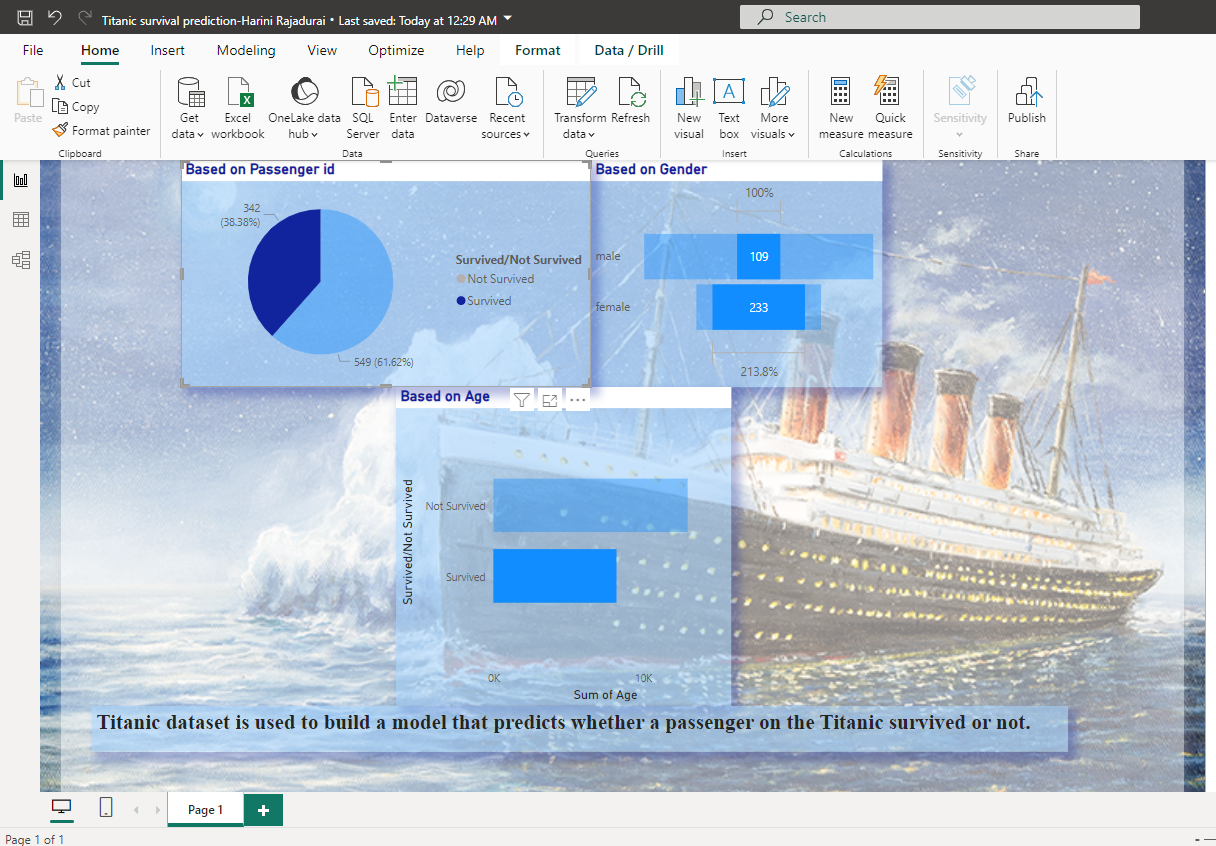 Titanic survival prediction-Harini Rajadurai • Last saved: Today at 12:29 AM
Search
File Home Insert Modeling View Optimize Help Format Data / Drill
Paste
Cut
Copy
Format painter
Get data
Excel workbook
OneLake data hub
SQL Server
Enter data
Dataverse
Recent sources
Transform data
Refresh
New visual
Text box
More visuals
New measure
Quick measure
Sensitivity
Publish
Clipboard Data Queries Insert Calculations Sensitivity Share
Based on Passenger id
342
(38.38%)
549 (61.62%)
Survived/Not Survived
Not Survived
Survived
Based on Gender
100%
male 109
female 233
213.8%
Based on Age
Survived/Not Survived
Not Survived
Survived
0K 10K
Sum of Age
Titanic dataset is used to build a model that predicts whether a passenger on the Titanic survived or not.
Page 1
Page 1 of 1